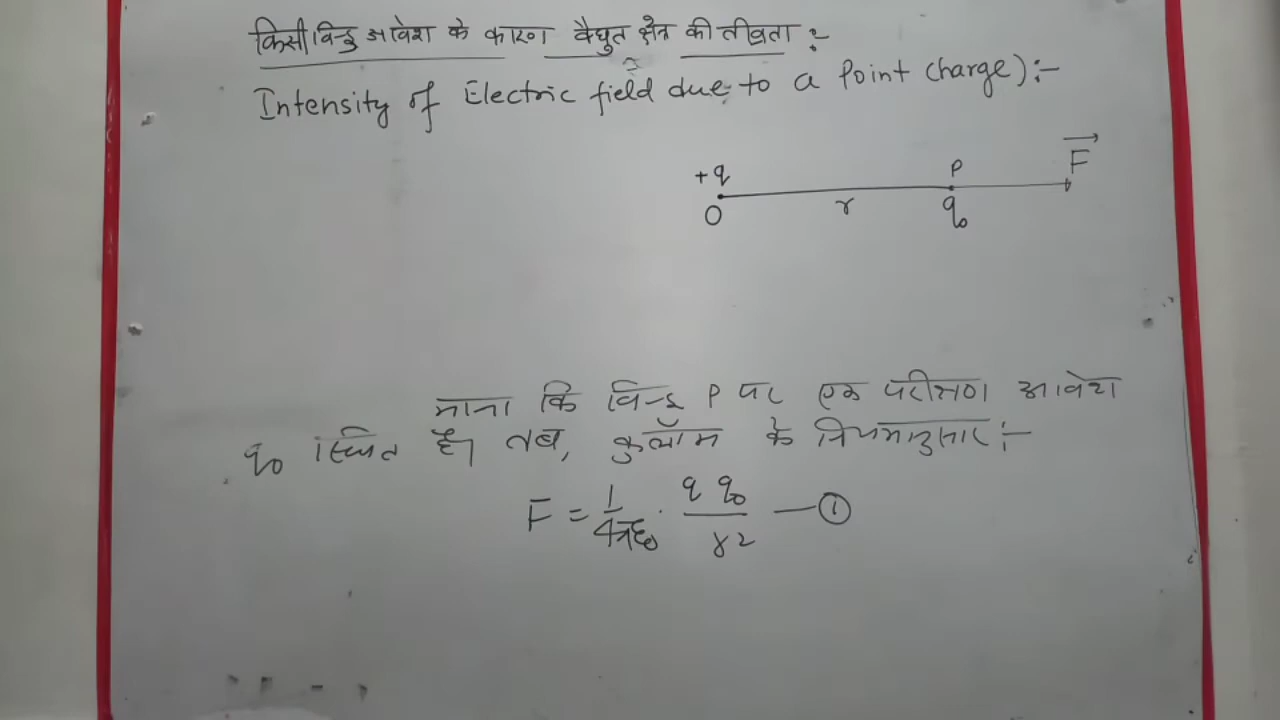 किसी विन्दु आवेश के कारण वैद्युत क्षेत्र की तीव्रता :-
Intensity of Electric field due to a Point Charge) :-
+q P F
O r q₀
माना कि विन्दु P पर एक परीक्षण आवेश
q₀ स्थित है। तब, कुलॉम के नियमानुसार :-
F = 1/4πε₀ . q q₀/r² — ①